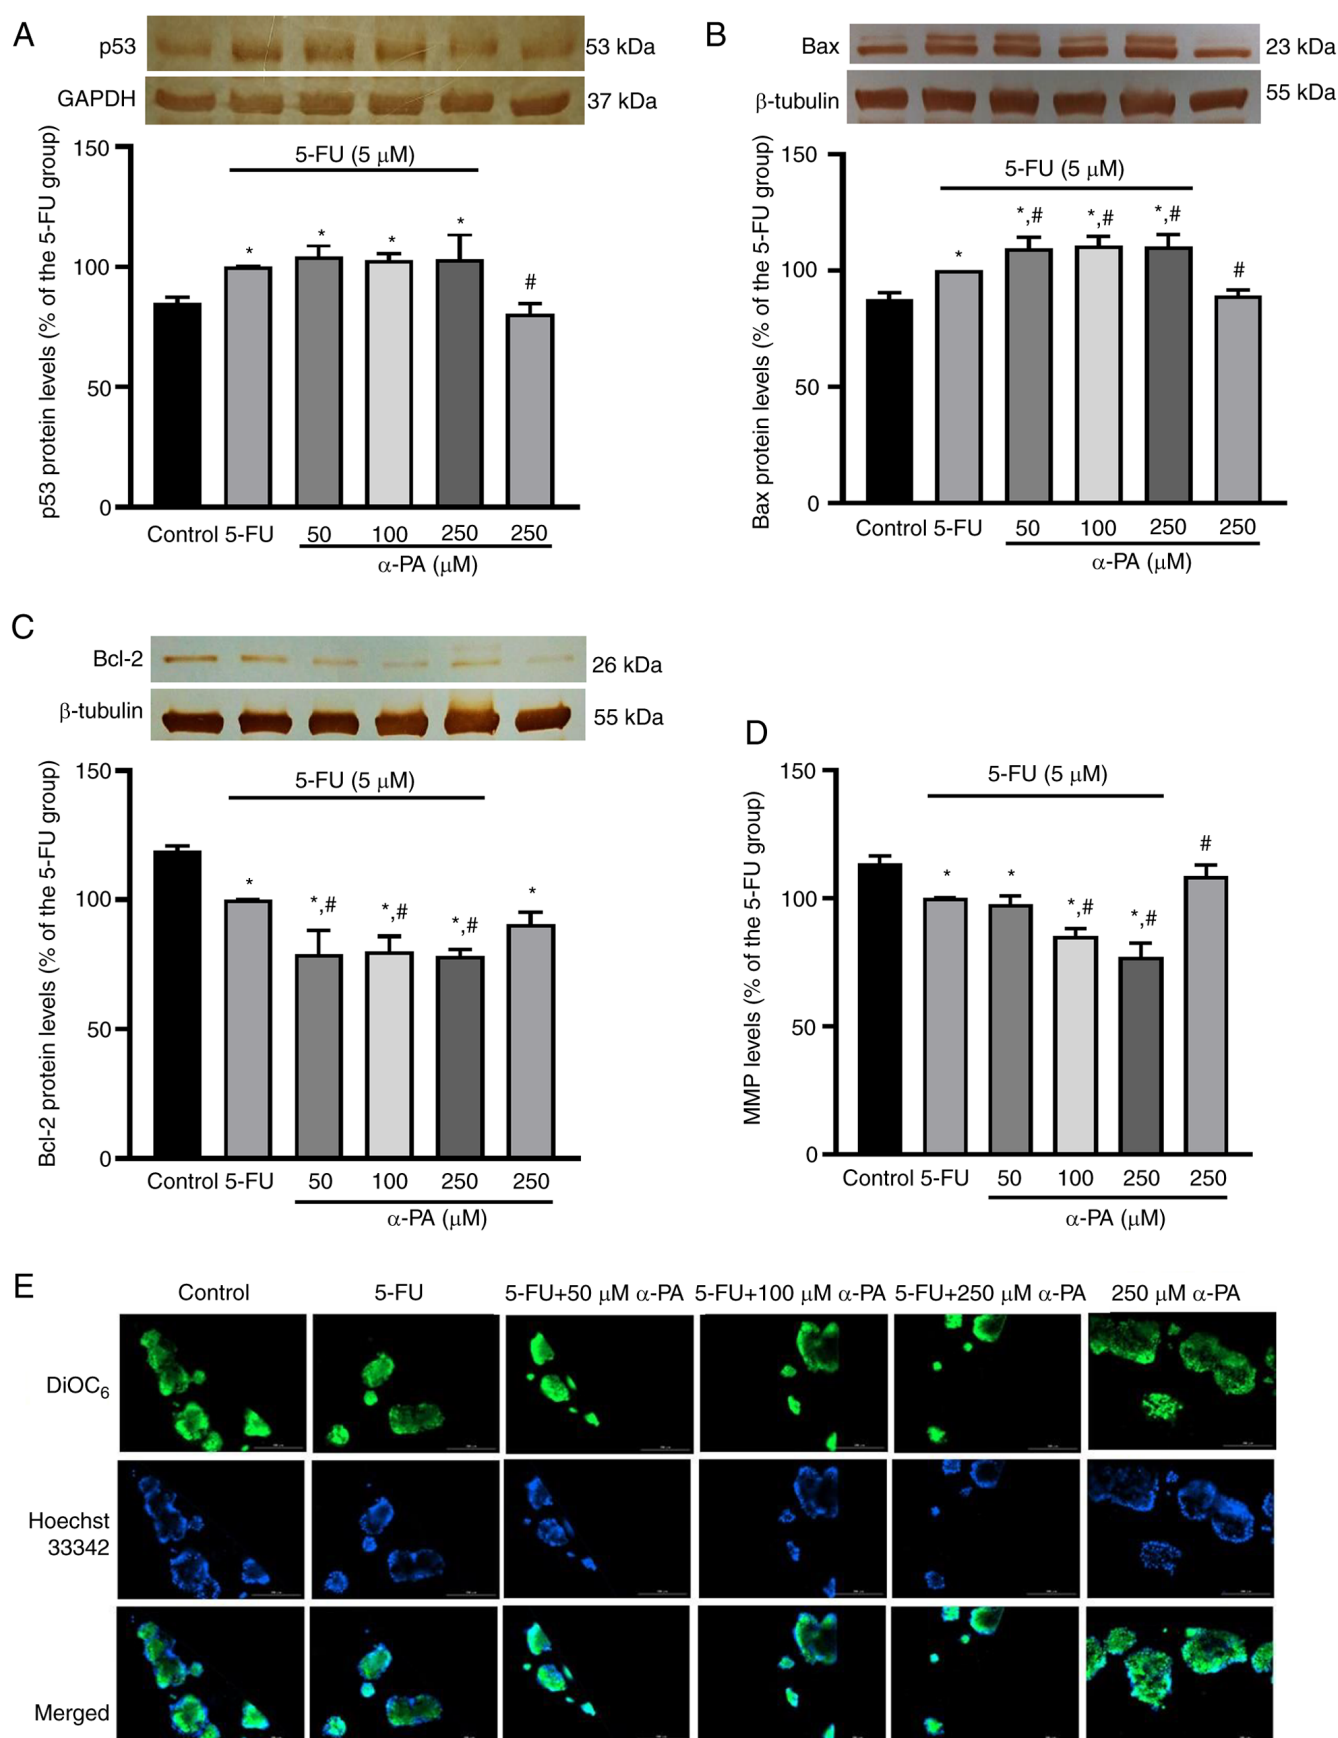 A
p53
53 kDa
GAPDH
37 kDa
p53 protein levels (% of the 5-FU group)
150
100
50
0
5-FU (5 μM)
*
*
*
*
#
Control 5-FU 50 100 250 250
α-PA (μM)
B
Bax
23 kDa
β-tubulin
55 kDa
Bax protein levels (% of the 5-FU group)
150
100
50
0
5-FU (5 μM)
*
*,#
*,#
*,#
#
Control 5-FU 50 100 250 250
α-PA (μM)
C
Bcl-2
26 kDa
β-tubulin
55 kDa
Bcl-2 protein levels (% of the 5-FU group)
150
100
50
0
5-FU (5 μM)
*
*,#
*,#
*,#
*
Control 5-FU 50 100 250 250
α-PA (μM)
D
MMP levels (% of the 5-FU group)
150
100
50
0
5-FU (5 μM)
*
*
*,#
*,#
#
Control 5-FU 50 100 250 250
α-PA (μM)
E
Control 5-FU 5-FU+50 μM α-PA 5-FU+100 μM α-PA 5-FU+250 μM α-PA 250 μM α-PA
DiOC₆
Hoechst
33342
Merged